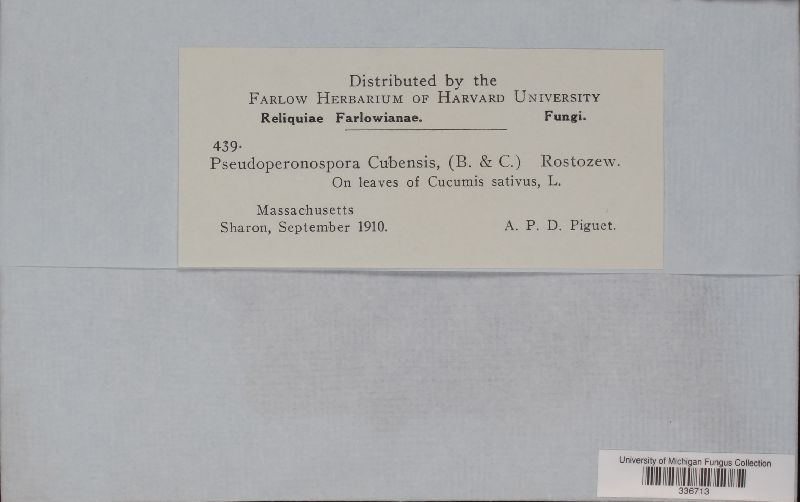 Distributed by the
FARLOW HERBARIUM OF HARVARD UNIVERSITY
Reliquiae Farlowianae. Fungi.
439.
Pseudoperonospora Cubensis, (B. & C.) Rostozew.
On leaves of Cucumis sativus, L.
Massachusetts
Sharon, September 1910. A. P. D. Piguet.
University of Michigan Fungus Collection
336713